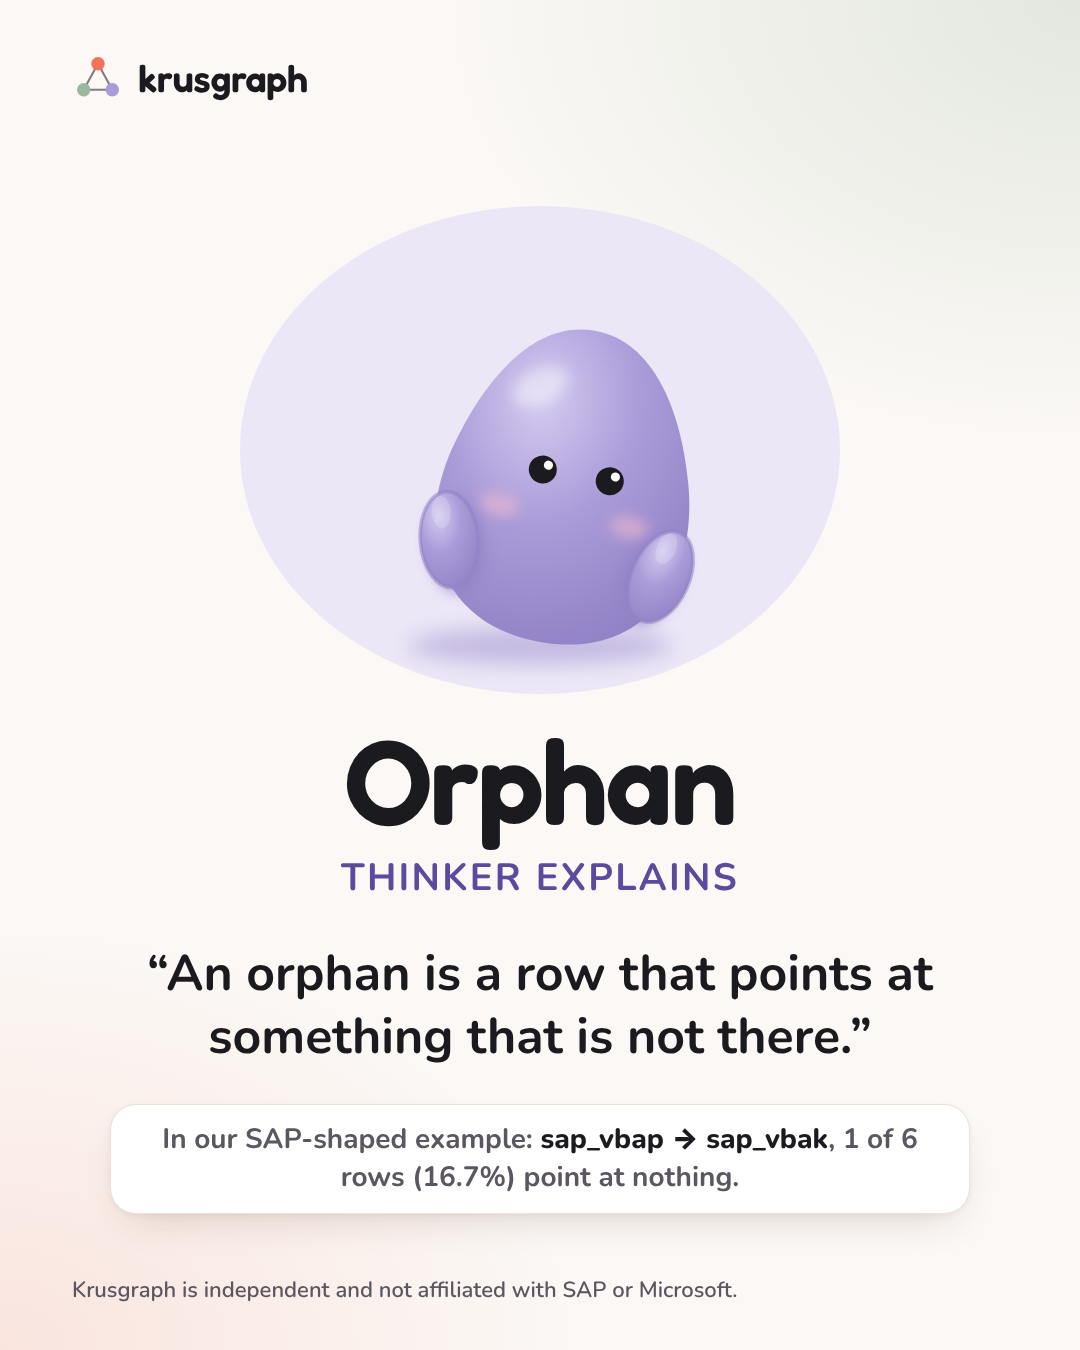 krusgraph
Orphan
THINKER EXPLAINS
“An orphan is a row that points at
something that is not there.”
In our SAP-shaped example: sap_vbap → sap_vbak, 1 of 6
rows (16.7%) point at nothing.
Krusgraph is independent and not affiliated with SAP or Microsoft.